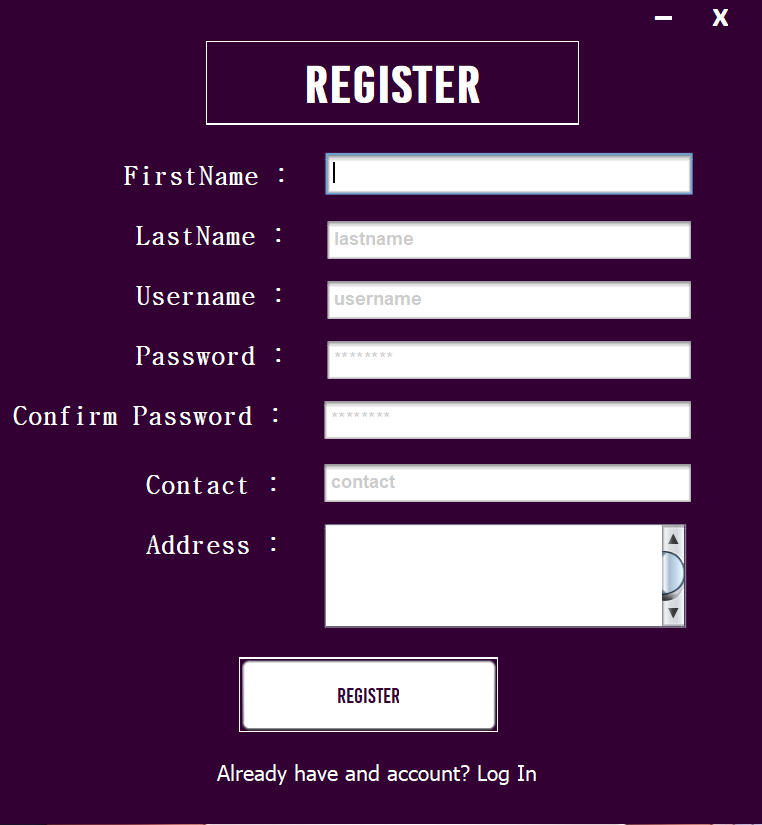 X
REGISTER
FirstName :
LastName : lastname
Username : username
Password : ********
Confirm Password : ********
Contact : contact
Address :
REGISTER
Already have and account? Log In